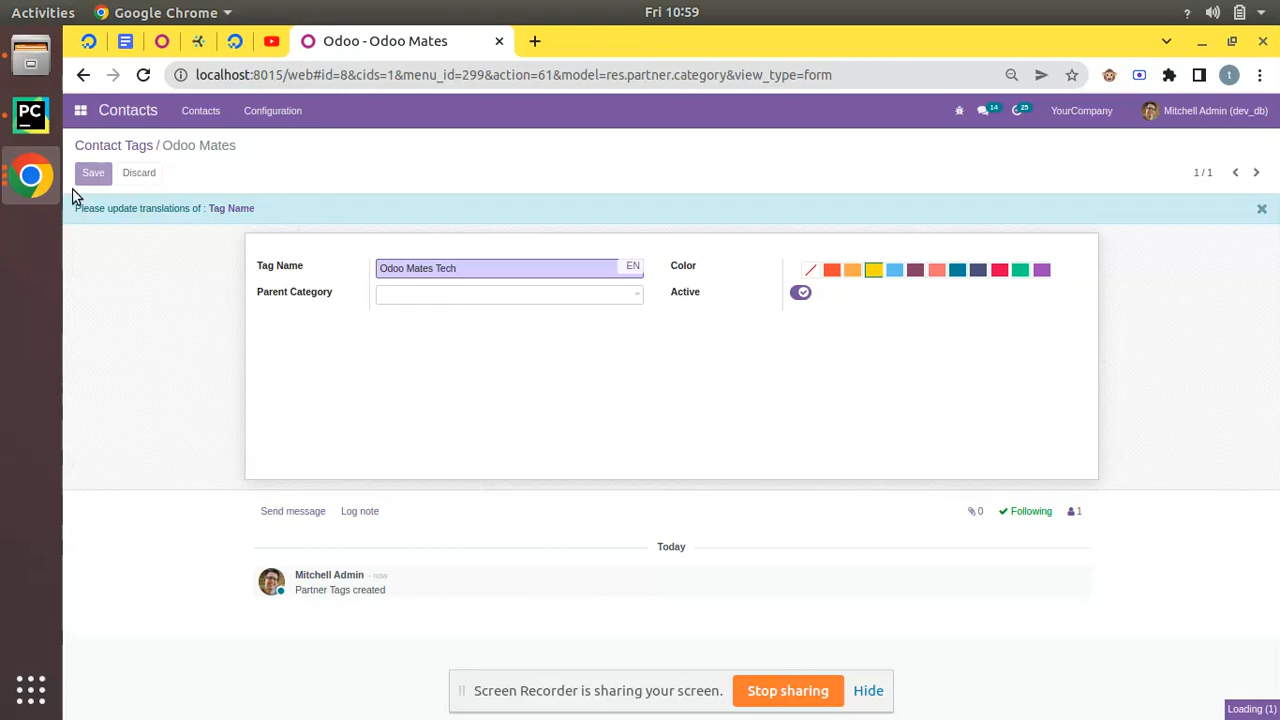 Activities
Google Chrome
Fri 10:59
Odoo - Odoo Mates
localhost:8015/web#id=8&cids=1&menu_id=299&action=61&model=res.partner.category&view_type=form
t
PC
Contacts
Contacts
Configuration
14
25
YourCompany
Mitchell Admin (dev_db)
Contact Tags / Odoo Mates
Save
Discard
1 / 1
Please update translations of : Tag Name
Tag Name
Odoo Mates Tech
EN
Color
Parent Category
Active
Send message
Log note
0
Following
1
Today
Mitchell Admin - now
Partner Tags created
Screen Recorder is sharing your screen.
Stop sharing
Hide
Loading (1)